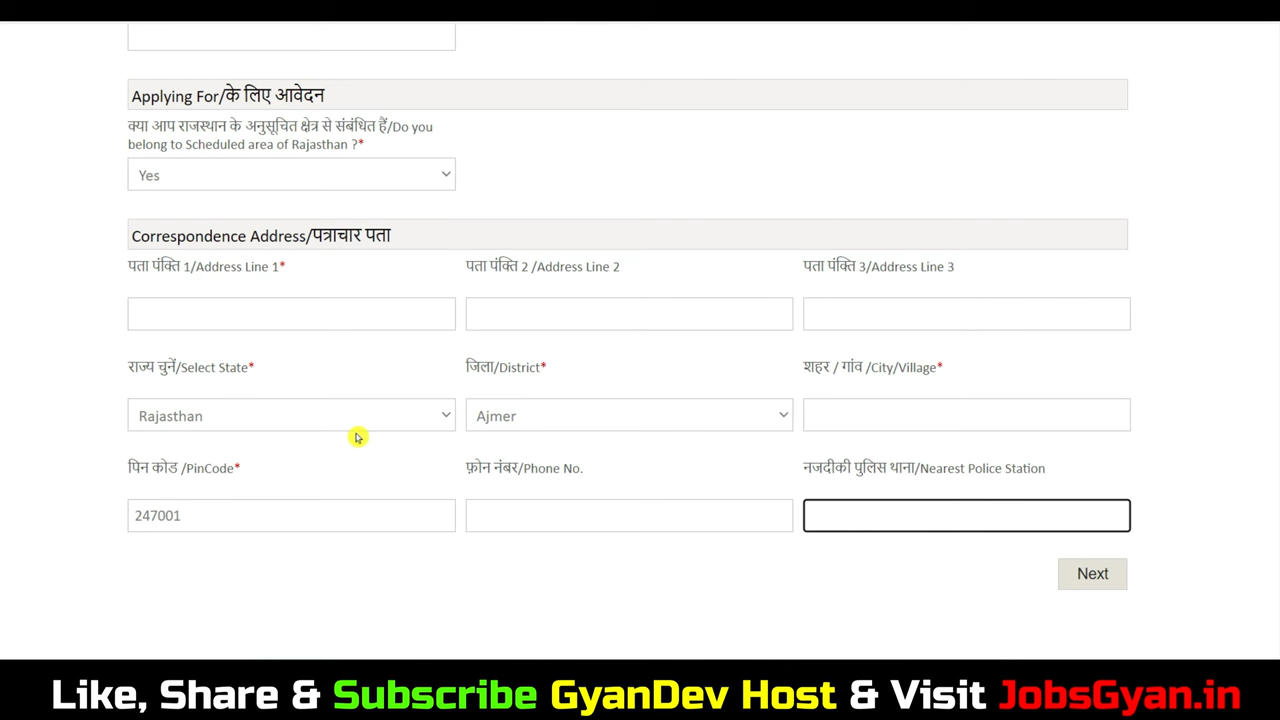 Applying For/के लिए आवेदन
क्या आप राजस्थान के अनुसूचित क्षेत्र से संबंधित हैं/Do you
belong to Scheduled area of Rajasthan ?*
Yes
Correspondence Address/पत्राचार पता
पता पंक्ति 1/Address Line 1* पता पंक्ति 2 /Address Line 2 पता पंक्ति 3/Address Line 3
राज्य चुनें/Select State* जिला/District* शहर / गांव /City/Village*
Rajasthan Ajmer
पिन कोड /PinCode* फ़ोन नंबर/Phone No. नजदीकी पुलिस थाना/Nearest Police Station
247001
Next
Like, Share & Subscribe GyanDev Host & Visit JobsGyan.in